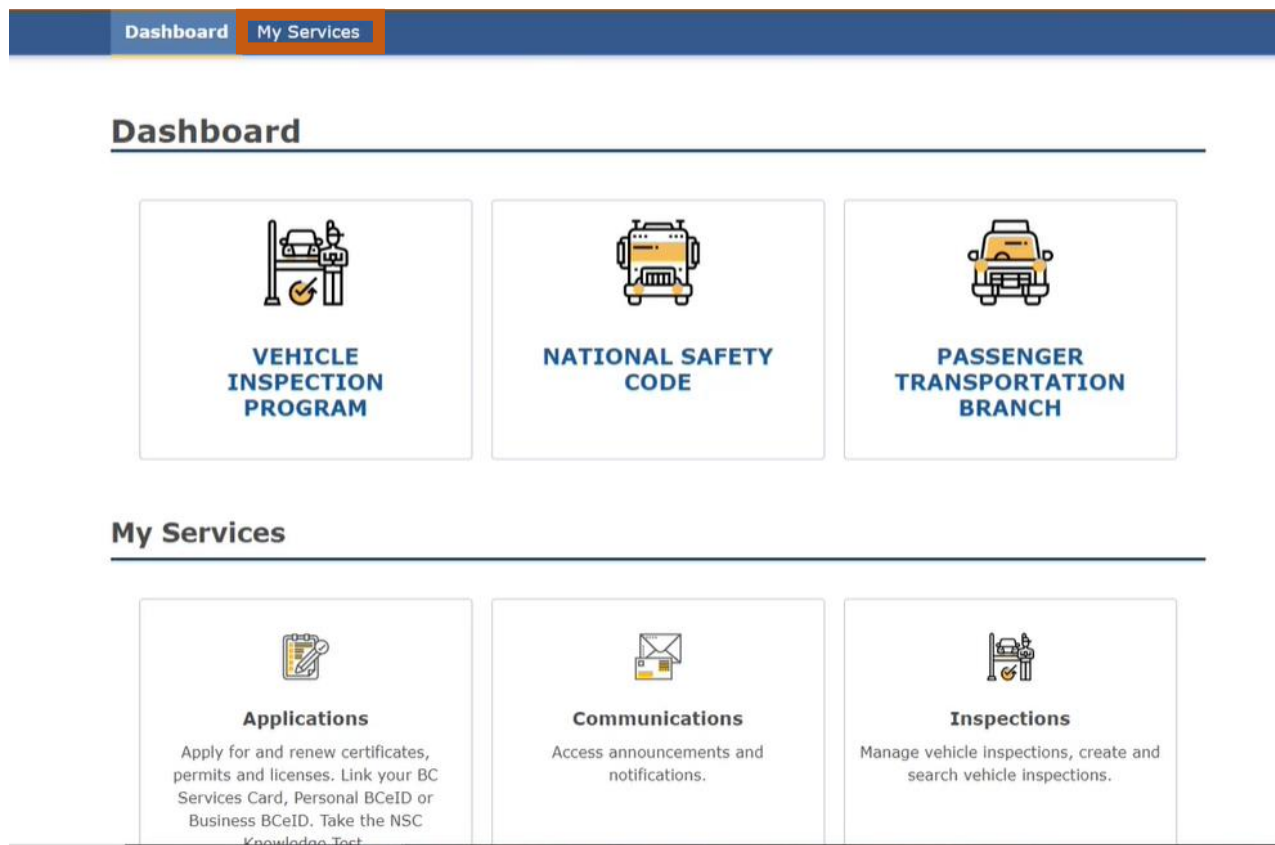 Dashboard My Services
Dashboard
VEHICLE
INSPECTION
PROGRAM
NATIONAL SAFETY
CODE
PASSENGER
TRANSPORTATION
BRANCH
My Services
Applications
Apply for and renew certificates,
permits and licenses. Link your BC
Services Card, Personal BCeID or
Business BCeID. Take the NSC
Knowledge Test
Communications
Access announcements and
notifications.
Inspections
Manage vehicle inspections, create and
search vehicle inspections.